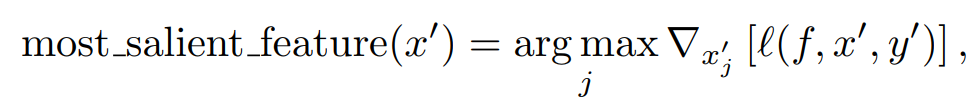 most_salient_feature(x′) = arg max_j ∇_{x′_j} [ℓ(f, x′, y′)] ,